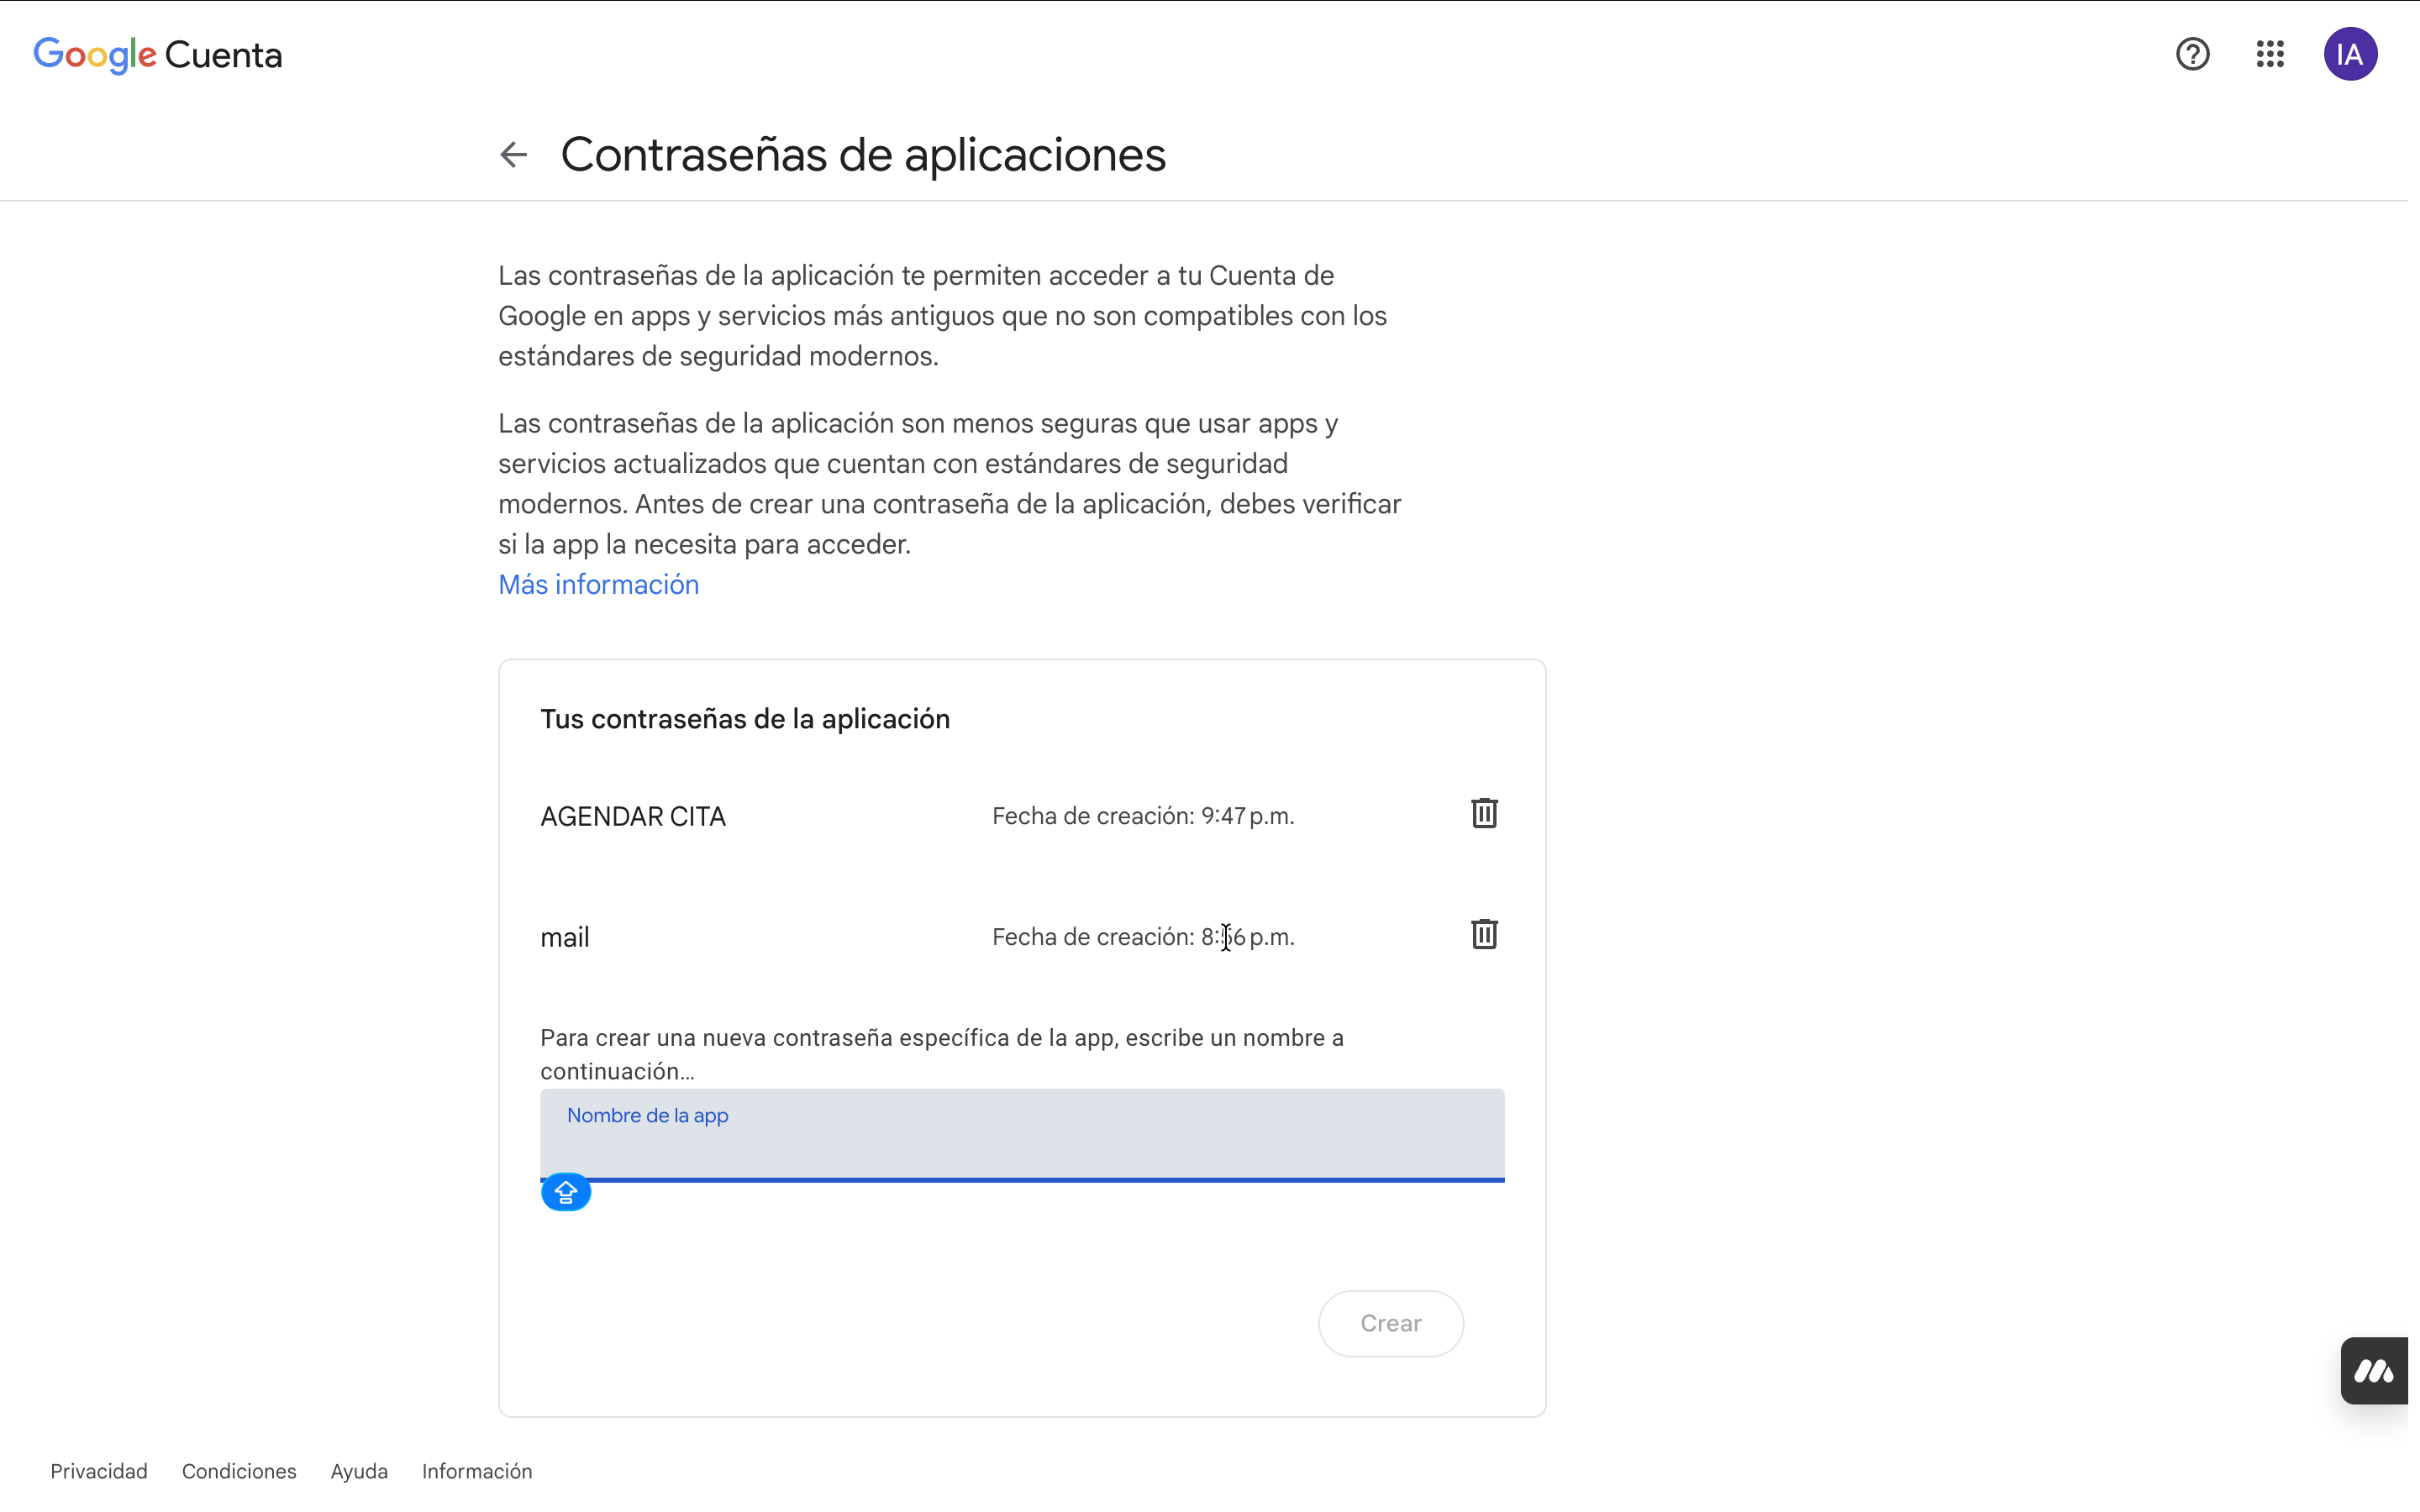 Google Cuenta
IA
Contraseñas de aplicaciones
Las contraseñas de la aplicación te permiten acceder a tu Cuenta de
Google en apps y servicios más antiguos que no son compatibles con los
estándares de seguridad modernos.
Las contraseñas de la aplicación son menos seguras que usar apps y
servicios actualizados que cuentan con estándares de seguridad
modernos. Antes de crear una contraseña de la aplicación, debes verificar
si la app la necesita para acceder.
Más información
Tus contraseñas de la aplicación
AGENDAR CITA Fecha de creación: 9:47 p.m.
mail Fecha de creación: p.m.
Para crear una nueva contraseña específica de la app, escribe un nombre a
continuación...
Nombre de la app
Crear
Privacidad Condiciones Ayuda Información